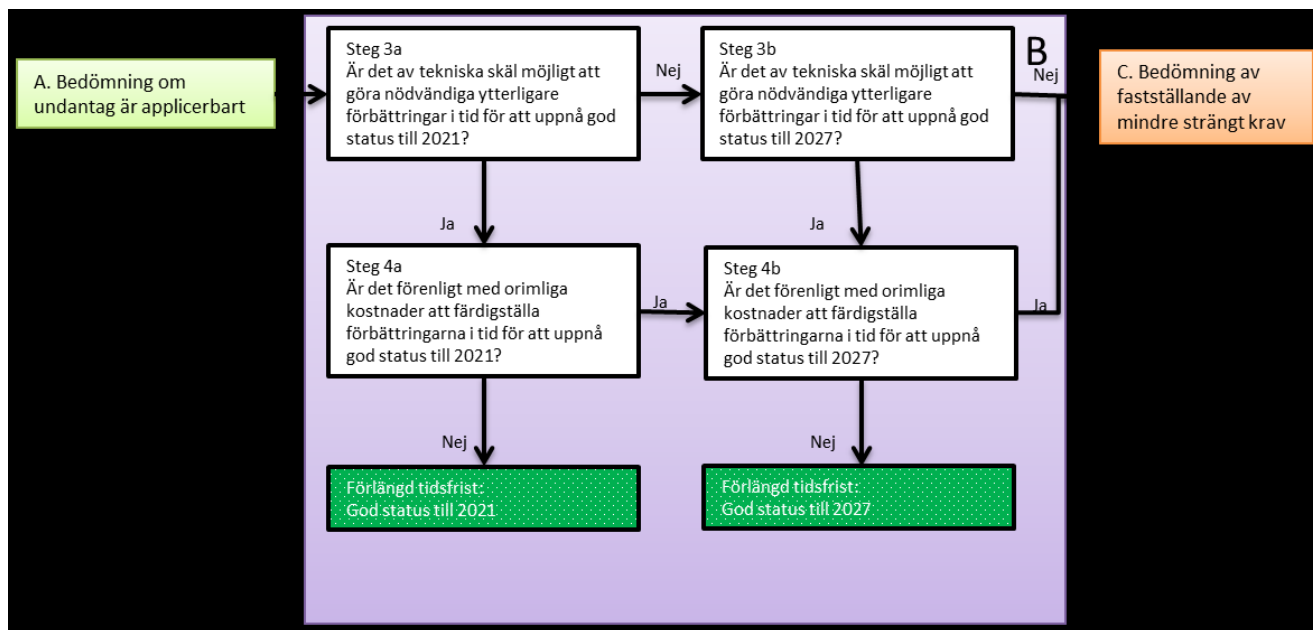 A. Bedömning om
undantag är applicerbart
Steg 3a
Är det av tekniska skäl möjligt att
göra nödvändiga ytterligare
förbättringar i tid för att uppnå god
status till 2021?
Nej
Steg 3b
Är det av tekniska skäl möjligt att
göra nödvändiga ytterligare
förbättringar i tid för att uppnå god
status till 2027?
B
Nej
C. Bedömning av
fastställande av
mindre strängt krav
Ja
Ja
Steg 4a
Är det förenligt med orimliga
kostnader att färdigställa
förbättringarna i tid för att uppnå
god status till 2021?
Ja
Steg 4b
Är det förenligt med orimliga
kostnader att färdigställa
förbättringarna i tid för att uppnå
god status till 2027?
Ja
Nej
Nej
Förlängd tidsfrist:
God status till 2021
Förlängd tidsfrist:
God status till 2027